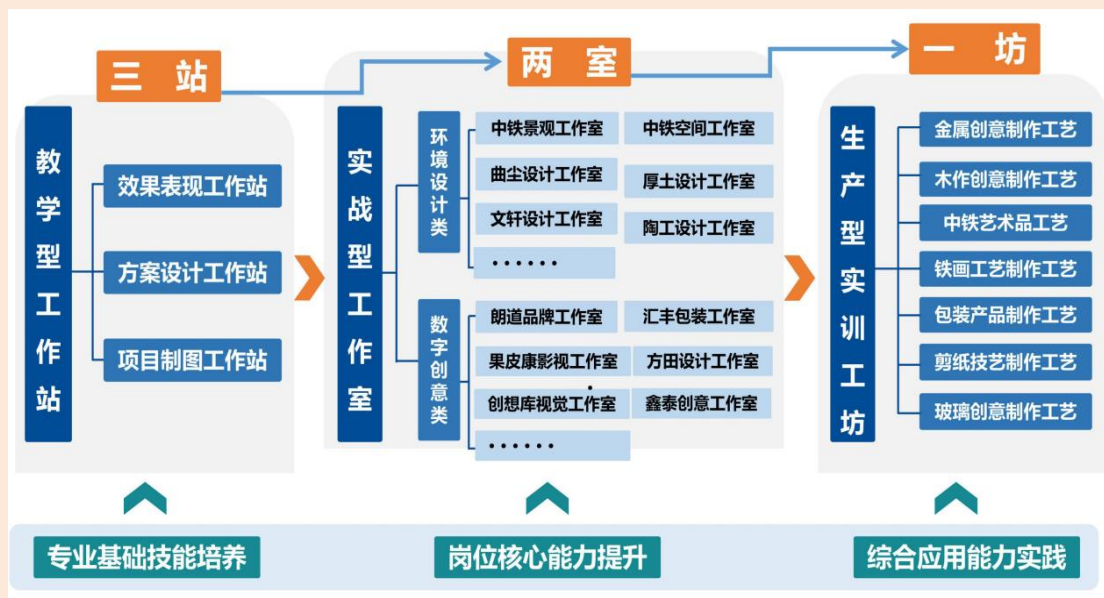 三 站
两 室
一 坊
教学型工作站
效果表现工作站
方案设计工作站
项目制图工作站
实战型工作室
环境设计类
中铁景观工作室
中铁空间工作室
曲尘设计工作室
厚土设计工作室
文轩设计工作室
陶工设计工作室
······
数字创意类
朗道品牌工作室
汇丰包装工作室
果皮康影视工作室
方田设计工作室
创想库视觉工作室
鑫泰创意工作室
······
生产型实训工坊
金属创意制作工艺
木作创意制作工艺
中铁艺术品工艺
铁画工艺制作工艺
包装产品制作工艺
剪纸技艺制作工艺
玻璃创意制作工艺
专业基础技能培养
岗位核心能力提升
综合应用能力实践